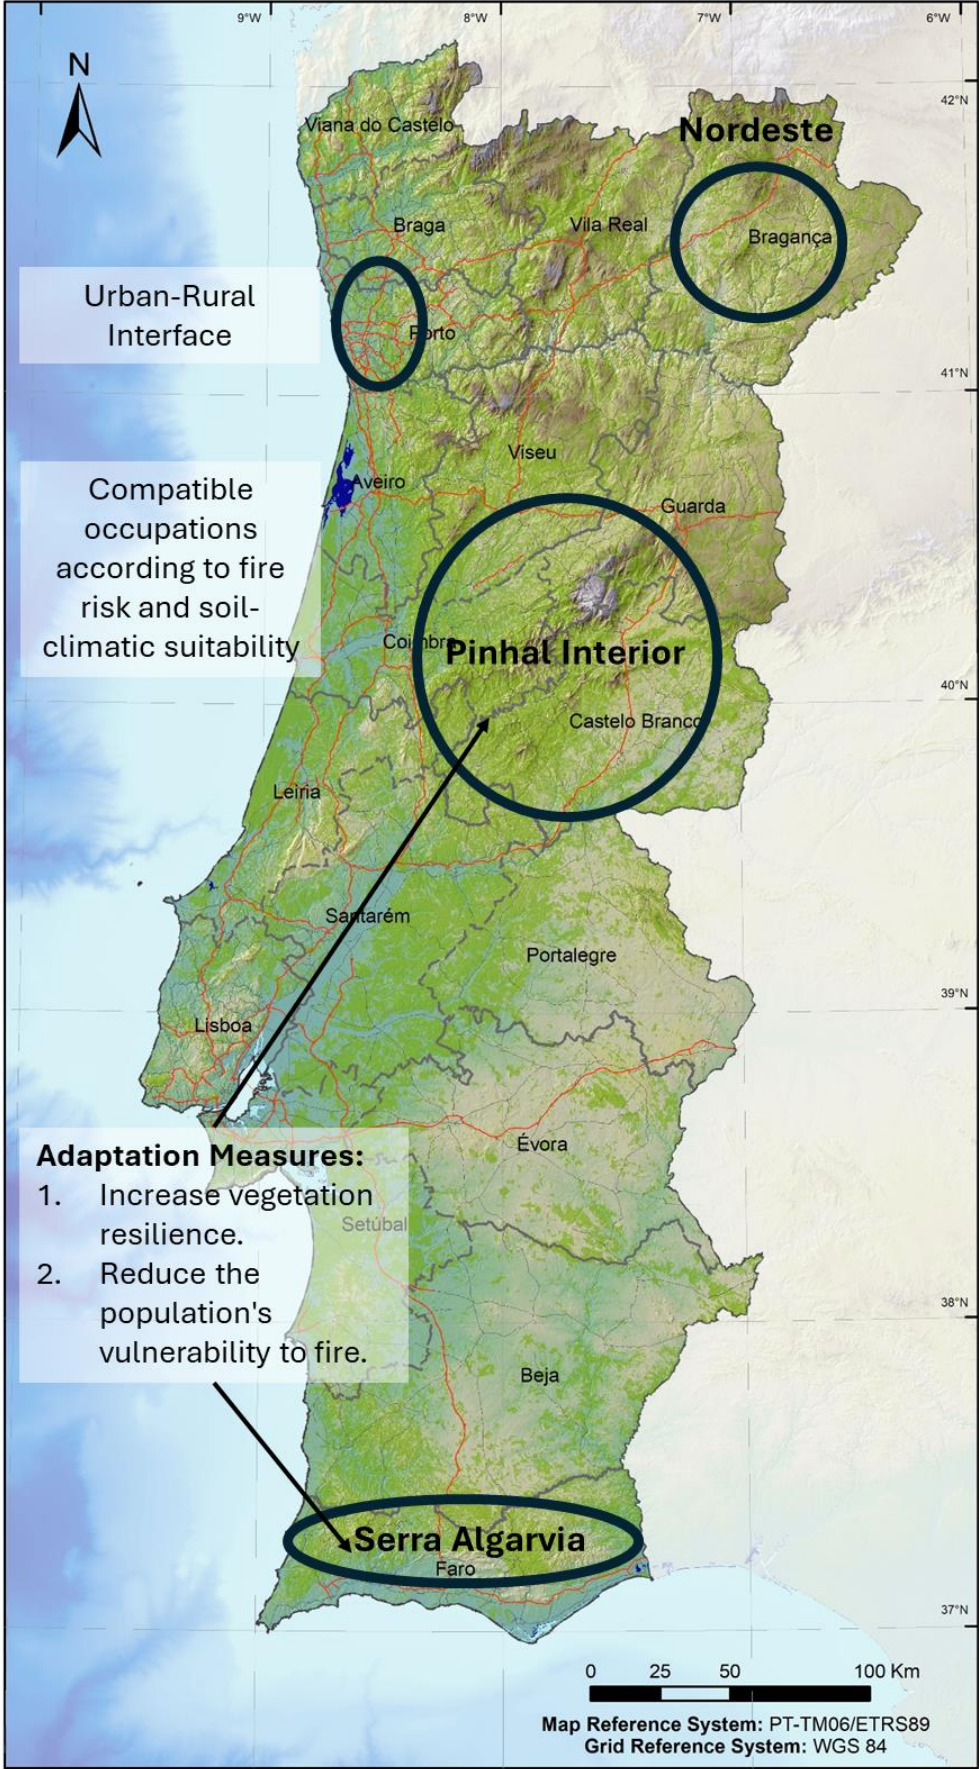 9°W
8°W
7°W
6°W
N
42°N
Viana do Castelo
Nordeste
Braga
Vila Real
Bragança
Urban-Rural
Interface
Porto
41°N
Viseu
Compatible
occupations
according to fire
risk and soil-
climatic suitability
Aveiro
Guarda
Coimbra
Pinhal Interior
40°N
Castelo Branco
Leiria
Santarém
Portalegre
39°N
Lisboa
Évora
Adaptation Measures:
1. Increase vegetation
resilience.
2. Reduce the
population's
vulnerability to fire.
Setúbal
38°N
Beja
Serra Algarvia
Faro
37°N
0 25 50 100 Km
Map Reference System: PT-TM06/ETRS89
Grid Reference System: WGS 84